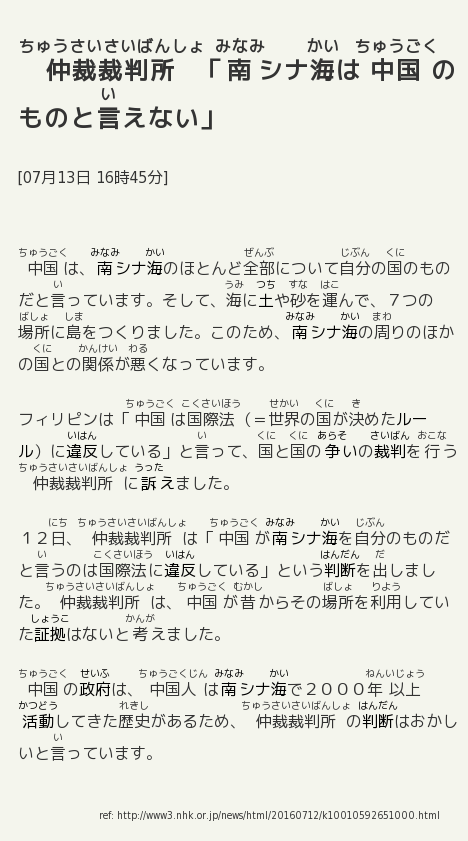 ちゅうさいさいばんしょ みなみ かい ちゅうごく
仲裁裁判所 「南シナ海は 中国 の
い
ものと言えない」
[07月13日 16時45分]
ちゅうごく みなみ かい ぜんぶ じぶん くに
中国 は、南シナ海のほとんど全部について自分の国のもの
い うみ つち すな はこ
だと言っています。そして、海に土や砂を運んで、７つの
ばしょ しま みなみ かい まわ
場所に島をつくりました。このため、南シナ海の周りのほか
くに かんけい わる
の国との関係が悪くなっています。
ちゅうごく こくさいほう せかい くに き
フィリピンは「 中国 は国際法（＝世界の国が決めたルー
いはん い くに くに あらそ さいばん おこな
ル）に違反している」と言って、国と国の争いの裁判を行う
ちゅうさいさいばんしょ うった
仲裁裁判所 に訴えました。
にち ちゅうさいさいばんしょ ちゅうごく みなみ かい じぶん
１２日、 仲裁裁判所 は「 中国 が南シナ海を自分のものだ
い こくさいほう いはん はんだん だ
と言うのは国際法に違反している」という判断を出しまし
ちゅうさいさいばんしょ ちゅうごく むかし ばしょ りよう
た。 仲裁裁判所 は、 中国 が昔からその場所を利用してい
しょうこ かんが
た証拠はないと考えました。
ちゅうごく せいふ ちゅうごくじん みなみ かい ねんいじょう
中国 の政府は、 中国人 は南シナ海で２０００年 以上
かつどう れきし ちゅうさいさいばんしょ はんだん
活動してきた歴史があるため、 仲裁裁判所 の判断はおかし
い
いと言っています。
ref: http://www3.nhk.or.jp/news/html/20160712/k10010592651000.html